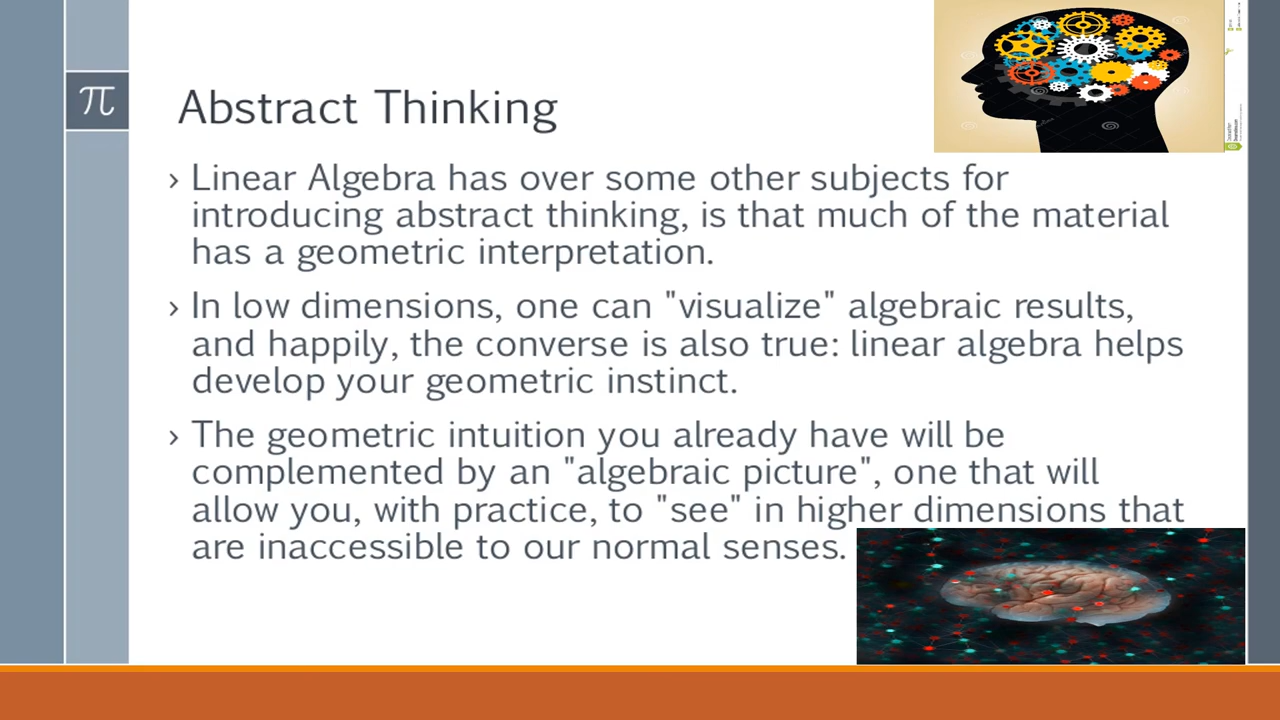 π
Abstract Thinking
› Linear Algebra has over some other subjects for
introducing abstract thinking, is that much of the material
has a geometric interpretation.
› In low dimensions, one can "visualize" algebraic results,
and happily, the converse is also true: linear algebra helps
develop your geometric instinct.
› The geometric intuition you already have will be
complemented by an "algebraic picture", one that will
allow you, with practice, to "see" in higher dimensions that
are inaccessible to our normal senses.